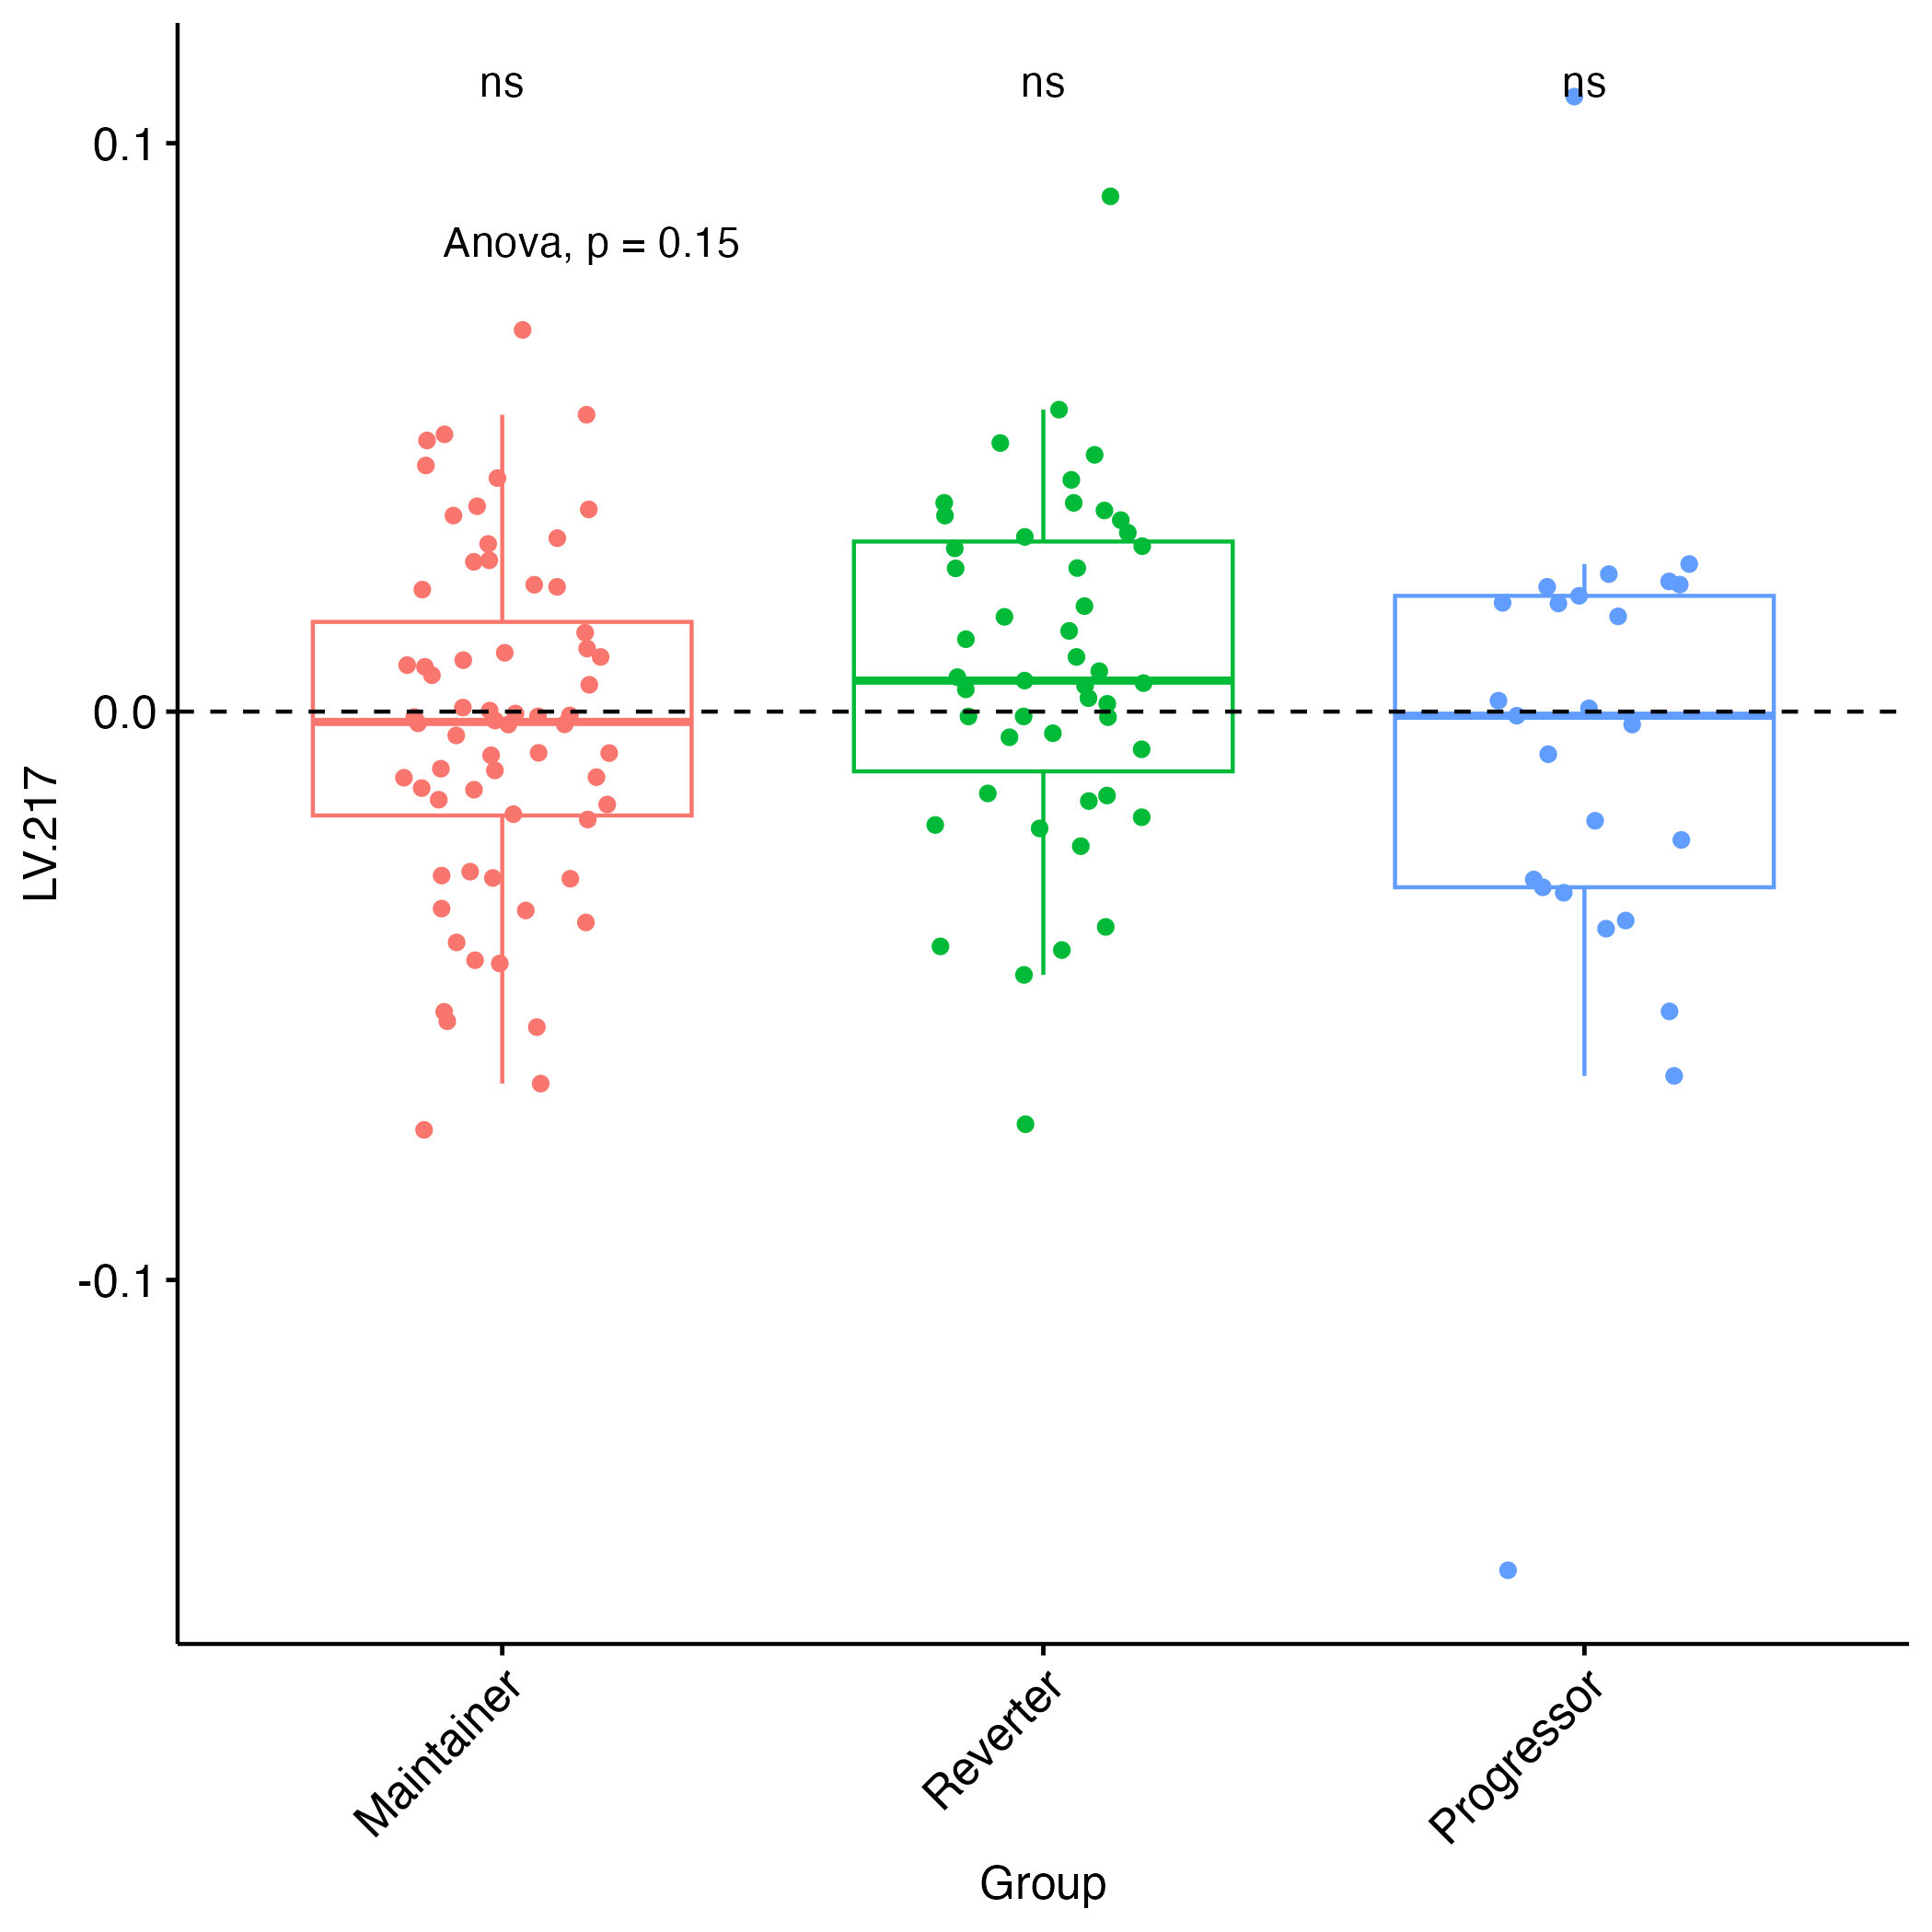 ns ns ns
Anova, p = 0.15
0.1
0.0
-0.1
LV.217
Maintainer Reverter Progressor
Group